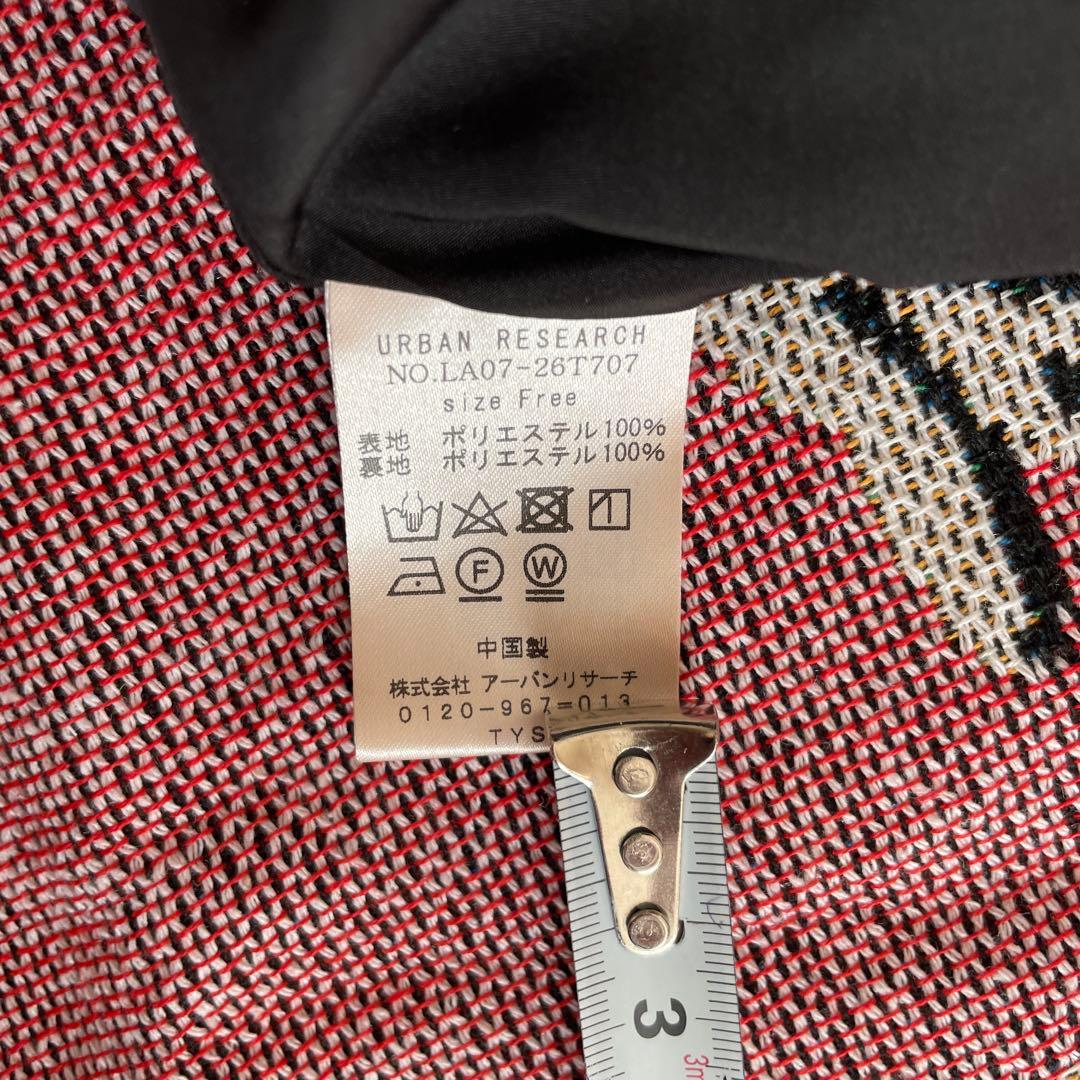 URBAN RESEARCH
NO.LA07-26T707
size Free
表地 ポリエステル100%
裏地 ポリエステル100%
F
W
中国製
株式会社 アーバンリサーチ
0120-967-013
TYS
3
3m